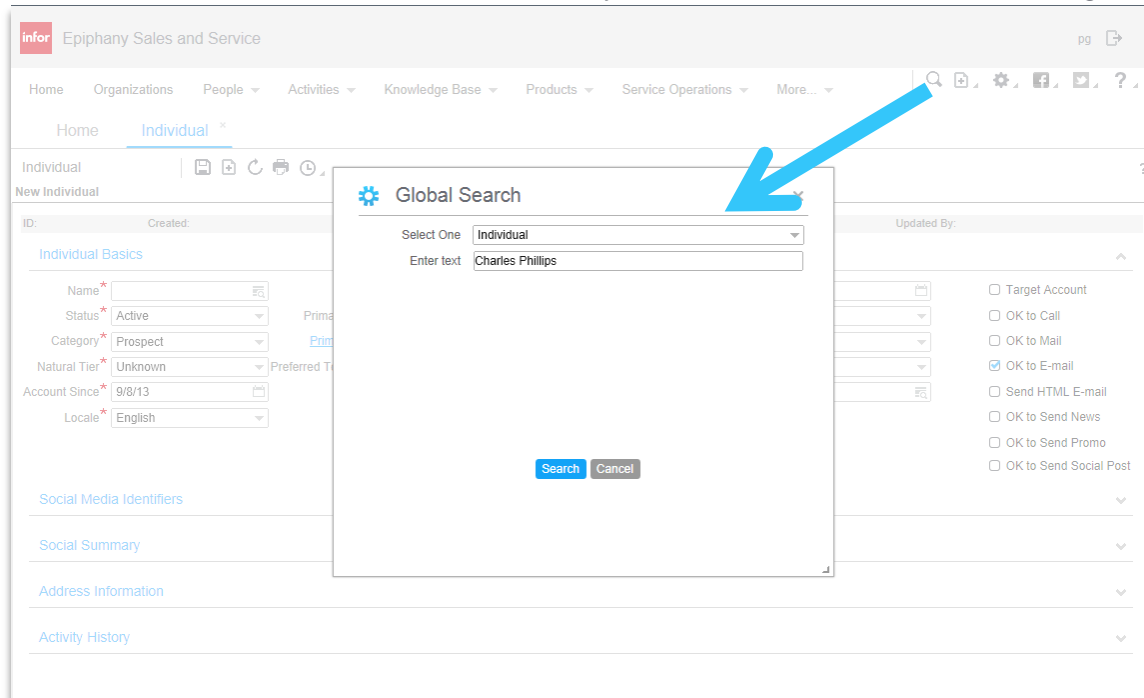 infor Epiphany Sales and Service pg
Home Organizations People Activities Knowledge Base Products Service Operations More... ?
Home Individual ×
Individual
New Individual
Global Search
ID: Created: Updated By:
Select One Individual
Individual Basics
Enter text Charles Phillips
Name* Target Account
Status* Active Prima OK to Call
Category* Prospect Prim OK to Mail
Natural Tier* Unknown Preferred Te OK to E-mail
Account Since* 9/8/13 Send HTML E-mail
Locale* English OK to Send News
OK to Send Promo
Search Cancel
OK to Send Social Post
Social Media Identifiers
Social Summary
Address Information
Activity History